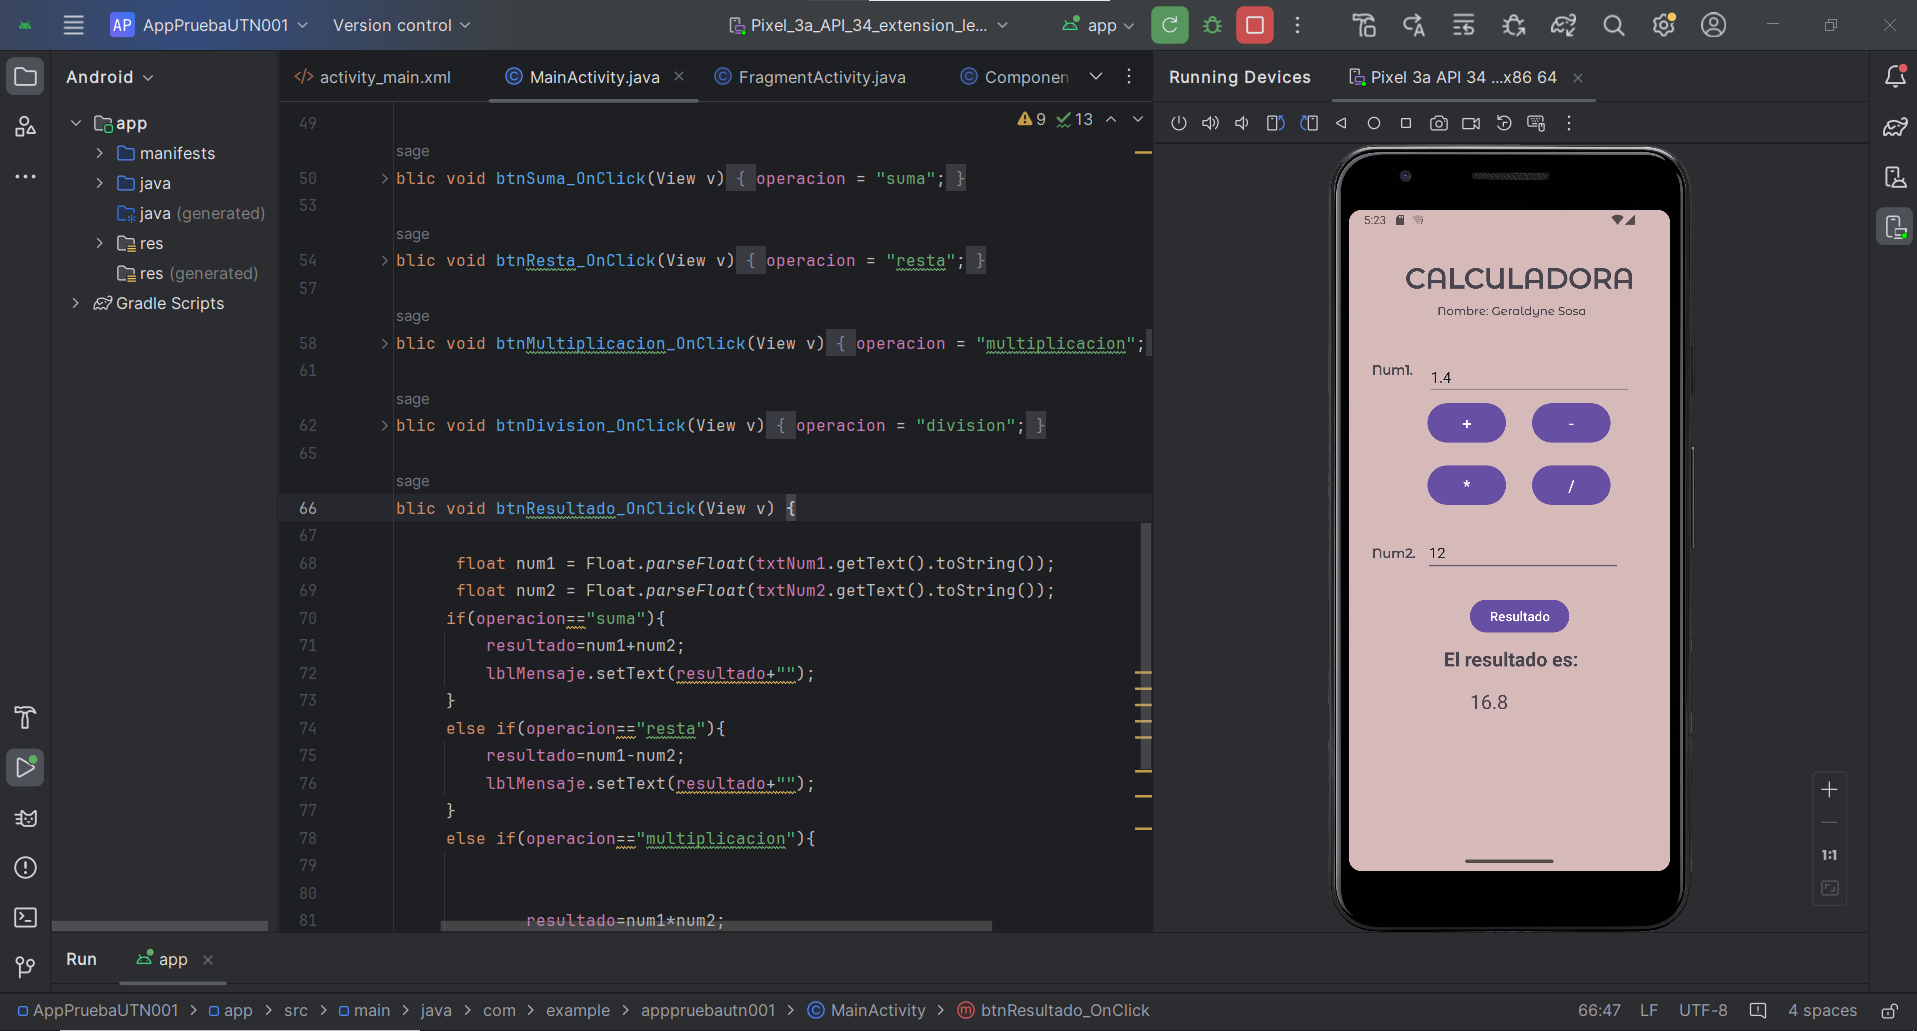 AP AppPruebaUTN001 Version control Pixel_3a_API_34_extension_le... app
Android
app
manifests
java
java (generated)
res
res (generated)
Gradle Scripts
activity_main.xml MainActivity.java FragmentActivity.java Componen
9 13
49
sage
50 blic void btnSuma_OnClick(View v) { operacion = "suma"; }
53
sage
54 blic void btnResta_OnClick(View v) { operacion = "resta"; }
57
sage
58 blic void btnMultiplicacion_OnClick(View v) { operacion = "multiplicacion";
61
sage
62 blic void btnDivision_OnClick(View v) { operacion = "division"; }
65
sage
66 blic void btnResultado_OnClick(View v) {
67
68 float num1 = Float.parseFloat(txtNum1.getText().toString());
69 float num2 = Float.parseFloat(txtNum2.getText().toString());
70 if(operacion=="suma"){
71 resultado=num1+num2;
72 lblMensaje.setText(resultado+"");
73 }
74 else if(operacion=="resta"){
75 resultado=num1-num2;
76 lblMensaje.setText(resultado+"");
77 }
78 else if(operacion=="multiplicacion"){
79
80
81 resultado=num1*num2;
Running Devices Pixel 3a API 34 ...x86 64
5:23
CALCULADORA
Nombre: Geraldyne Sosa
Num1. 1.4
+ -
* /
Num2. 12
Resultado
El resultado es:
16.8
1:1
Run app
AppPruebaUTN001 > app > src > main > java > com > example > apppruebautn001 > MainActivity > btnResultado_OnClick
66:47 LF UTF-8 4 spaces